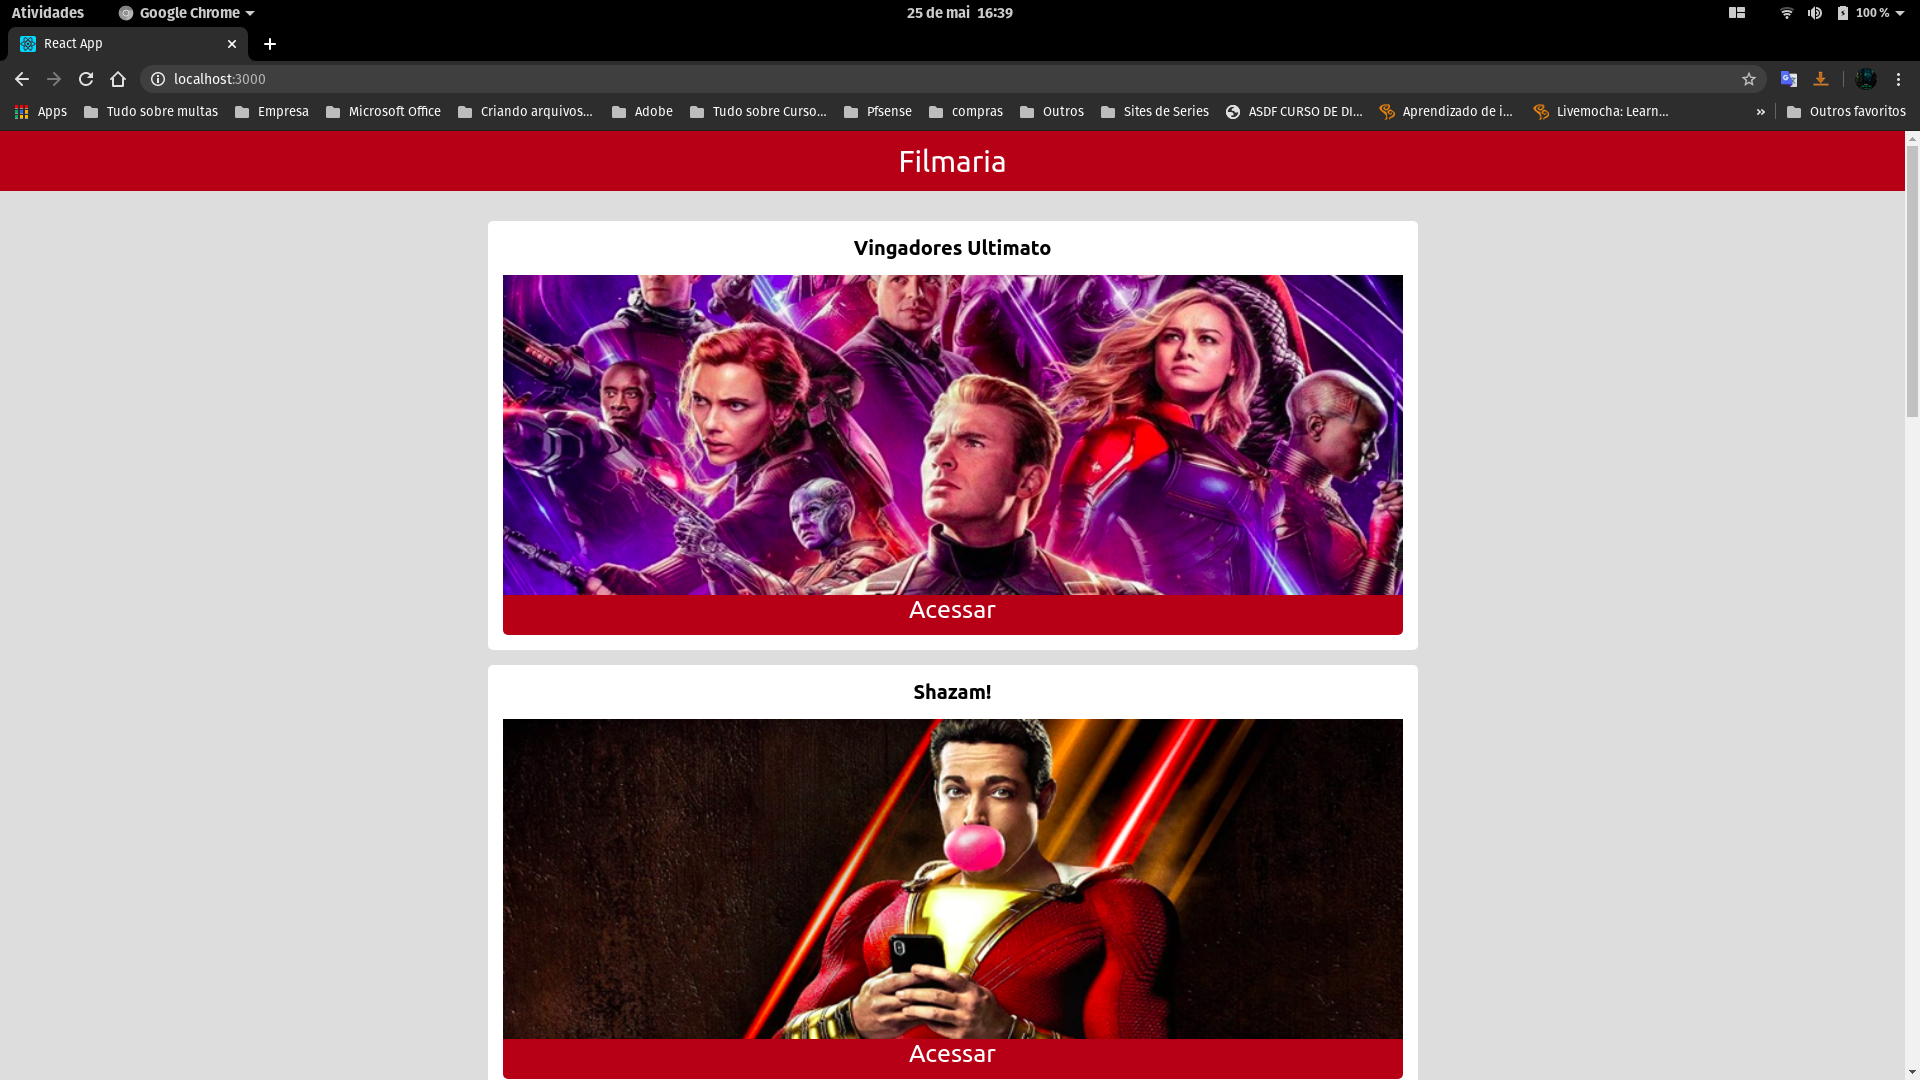 Atividades Google Chrome 25 de mai 16:39 100 %
React App
localhost:3000
Apps Tudo sobre multas Empresa Microsoft Office Criando arquivos... Adobe Tudo sobre Curso... Pfsense compras Outros Sites de Series ASDF CURSO DE DI... Aprendizado de i... Livemocha: Learn... » Outros favoritos
Filmaria
Vingadores Ultimato
Acessar
Shazam!
Acessar